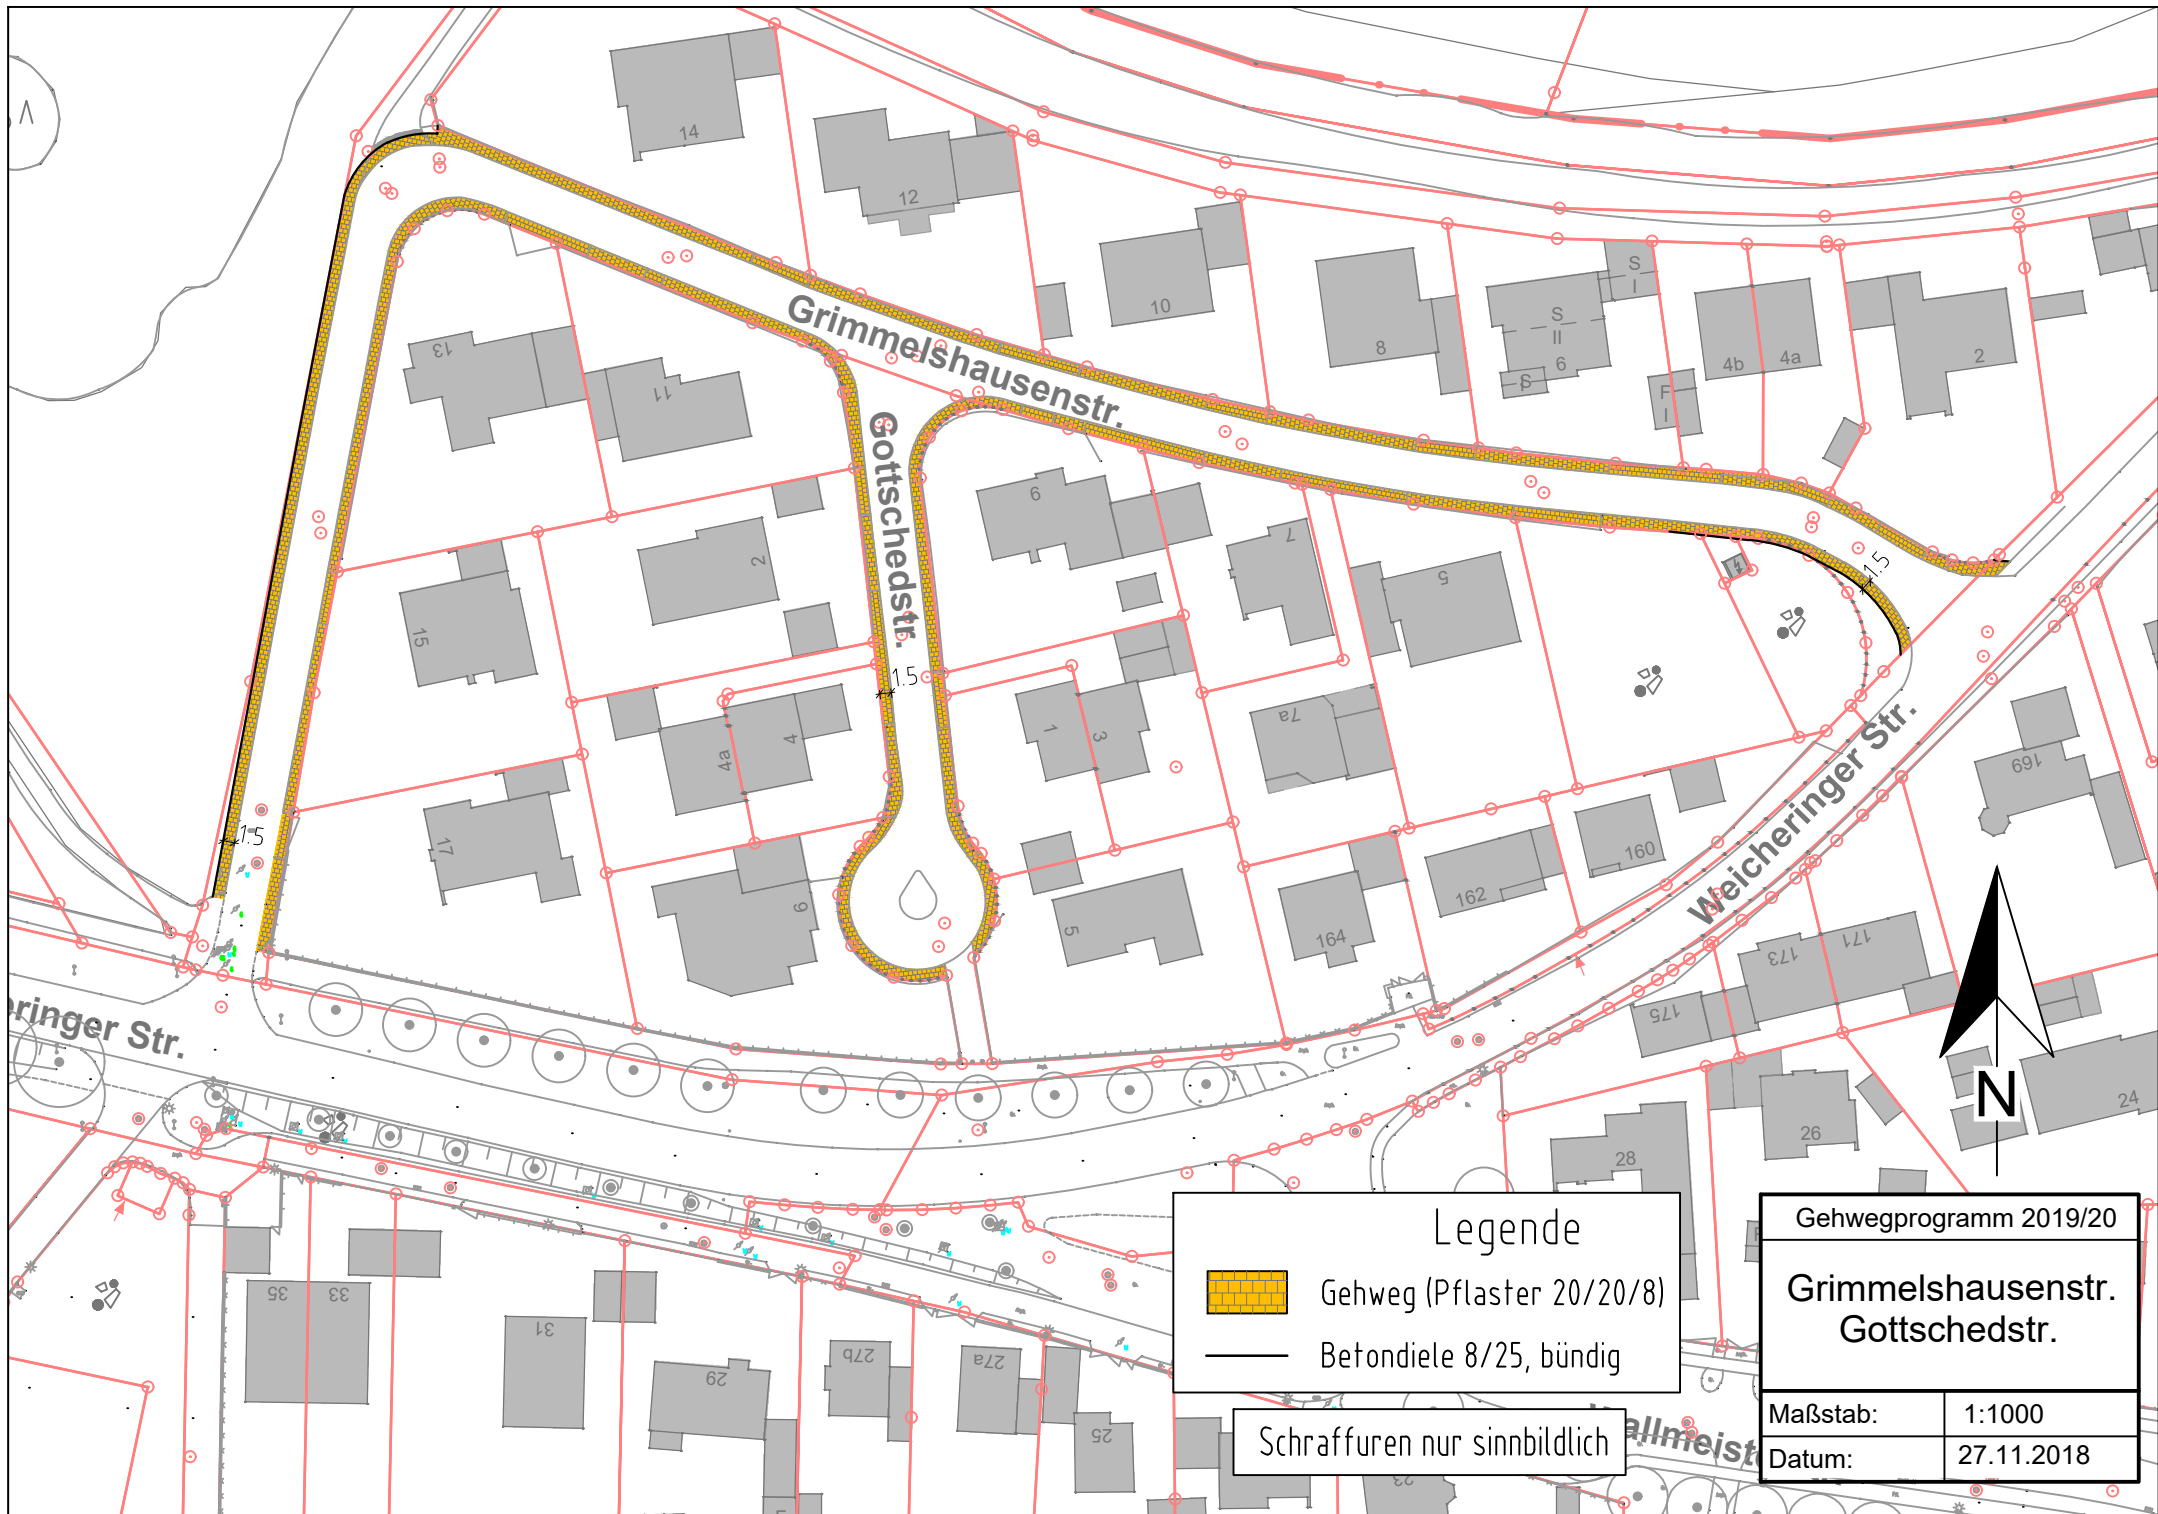 14
12
10
8
S
I
S
II
6
S
F
I
4b
4a
2
Grimmelshausenstr.
Gottschedstr.
13
11
9
7
5
1.5
15
2
1.5
4a
4
1
3
7a
17
1.5
6
5
164
162
160
Weicheringer Str.
169
171
173
175
eringer Str.
N
24
26
28
35
33
31
29
27b
27a
25
23
Legende
Gehweg (Pflaster 20/20/8)
Betondiele 8/25, bündig
Schraffuren nur sinnbildlich
allmeist
Gehwegprogramm 2019/20
Grimmelshausenstr.
Gottschedstr.
Maßstab: 1:1000
Datum: 27.11.2018